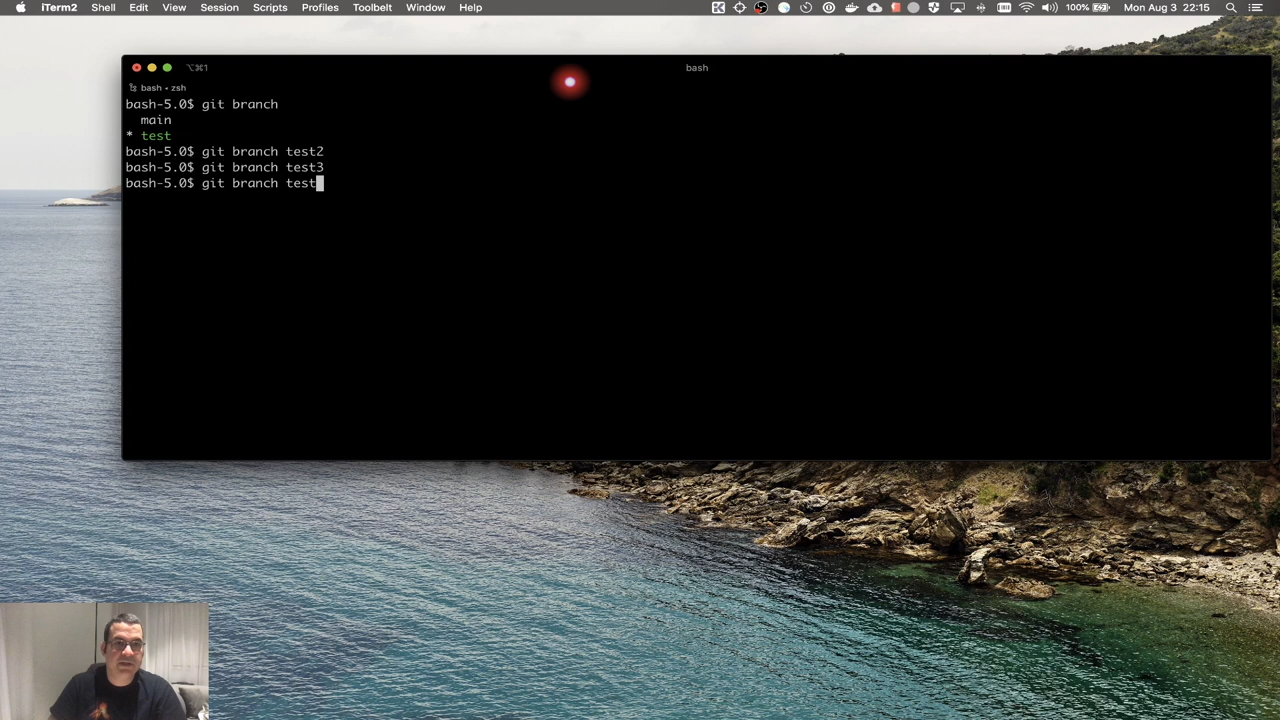 iTerm2 Shell Edit View Session Scripts Profiles Toolbelt Window Help 100% Mon Aug 3 22:15
⌥⌘1 bash
bash • zsh
bash-5.0$ git branch
main
* test
bash-5.0$ git branch test2
bash-5.0$ git branch test3
bash-5.0$ git branch test